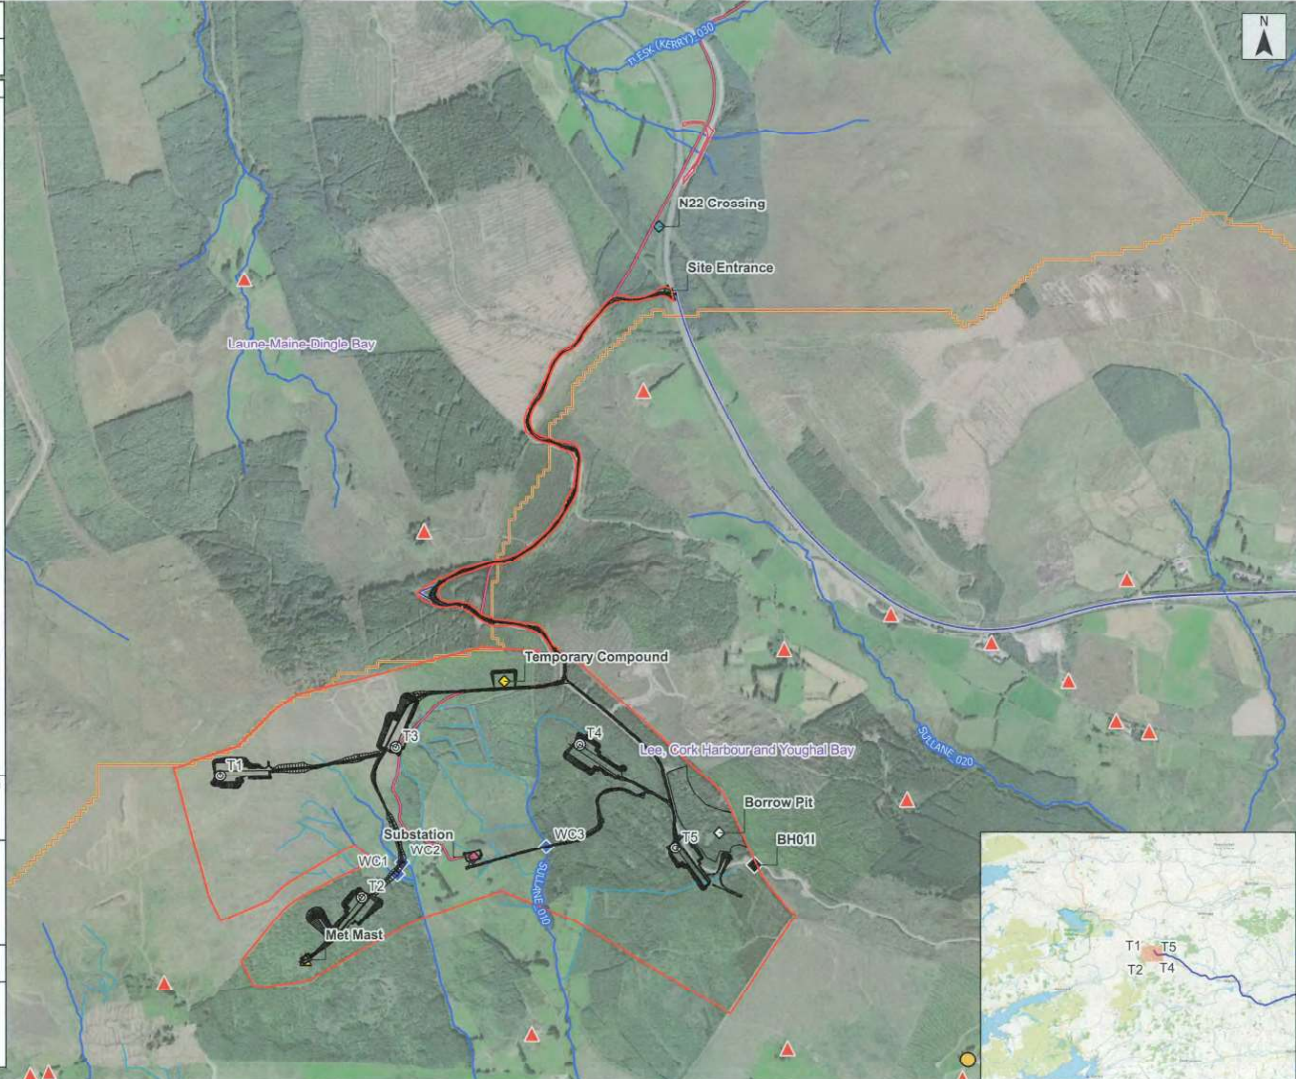 N
FLESK (KERRY)_030
N22 Crossing
Site Entrance
Laune-Maine-Dingle Bay
Temporary Compound
T3
T4
Lee, Cork Harbour and Youghal Bay
SULLANE_020
T1
Borrow Pit
Substation
WC3
T5
BH01I
WC2
WC1
T2
SULLANE_010
Met Mast
T1
T5
T2
T4